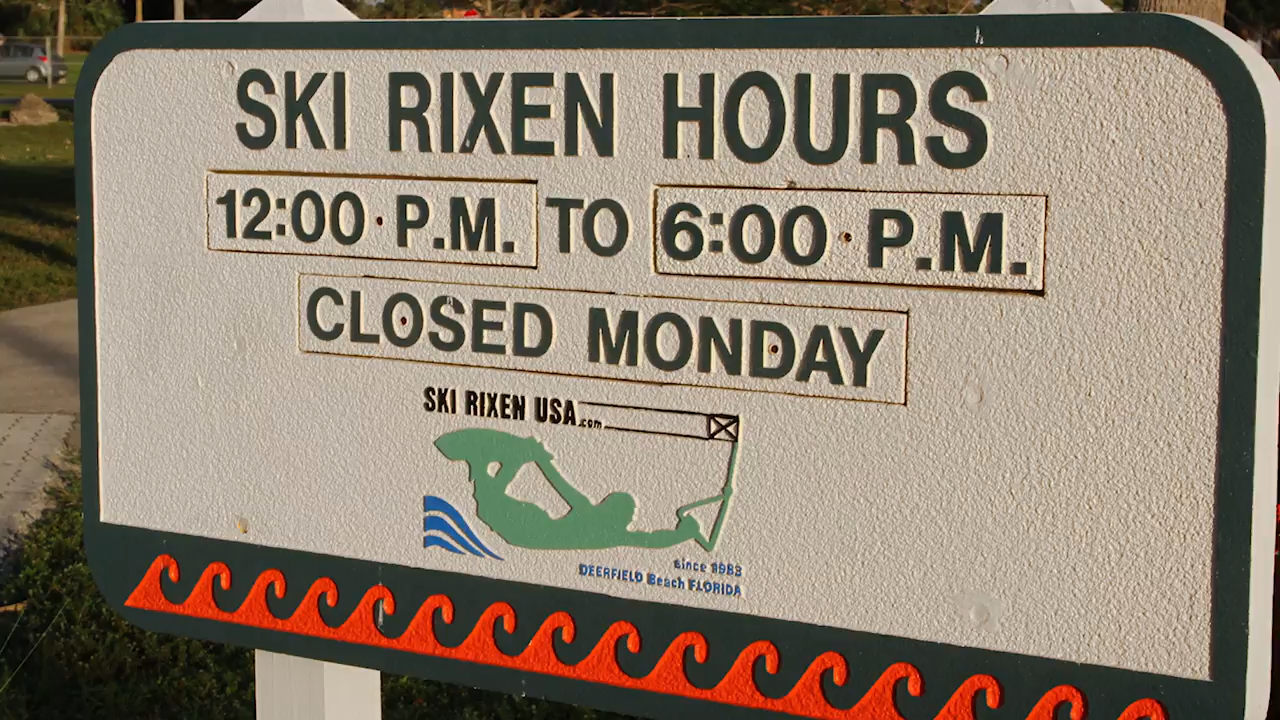 SKI RIXEN HOURS
12:00 P.M. TO 6:00 P.M.
CLOSED MONDAY
SKI RIXEN USA.com
since 1983
DEERFIELD Beach FLORIDA